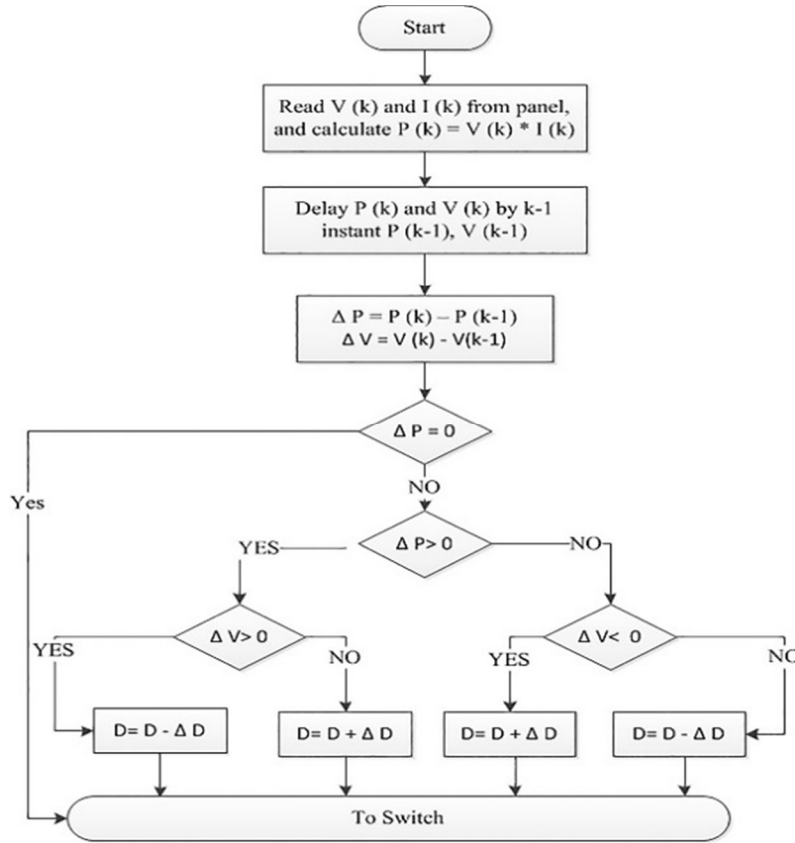 Start
Read V (k) and I (k) from panel,
and calculate P (k) = V (k) * I (k)
Delay P (k) and V (k) by k-1
instant P (k-1), V (k-1)
Δ P = P (k) – P (k-1)
Δ V = V (k) - V(k-1)
Δ P = 0
Yes
NO
Δ P> 0
YES
NO
Δ V> 0
Δ V< 0
YES
NO
YES
NO
D= D - Δ D
D= D + Δ D
D= D + Δ D
D= D - Δ D
To Switch